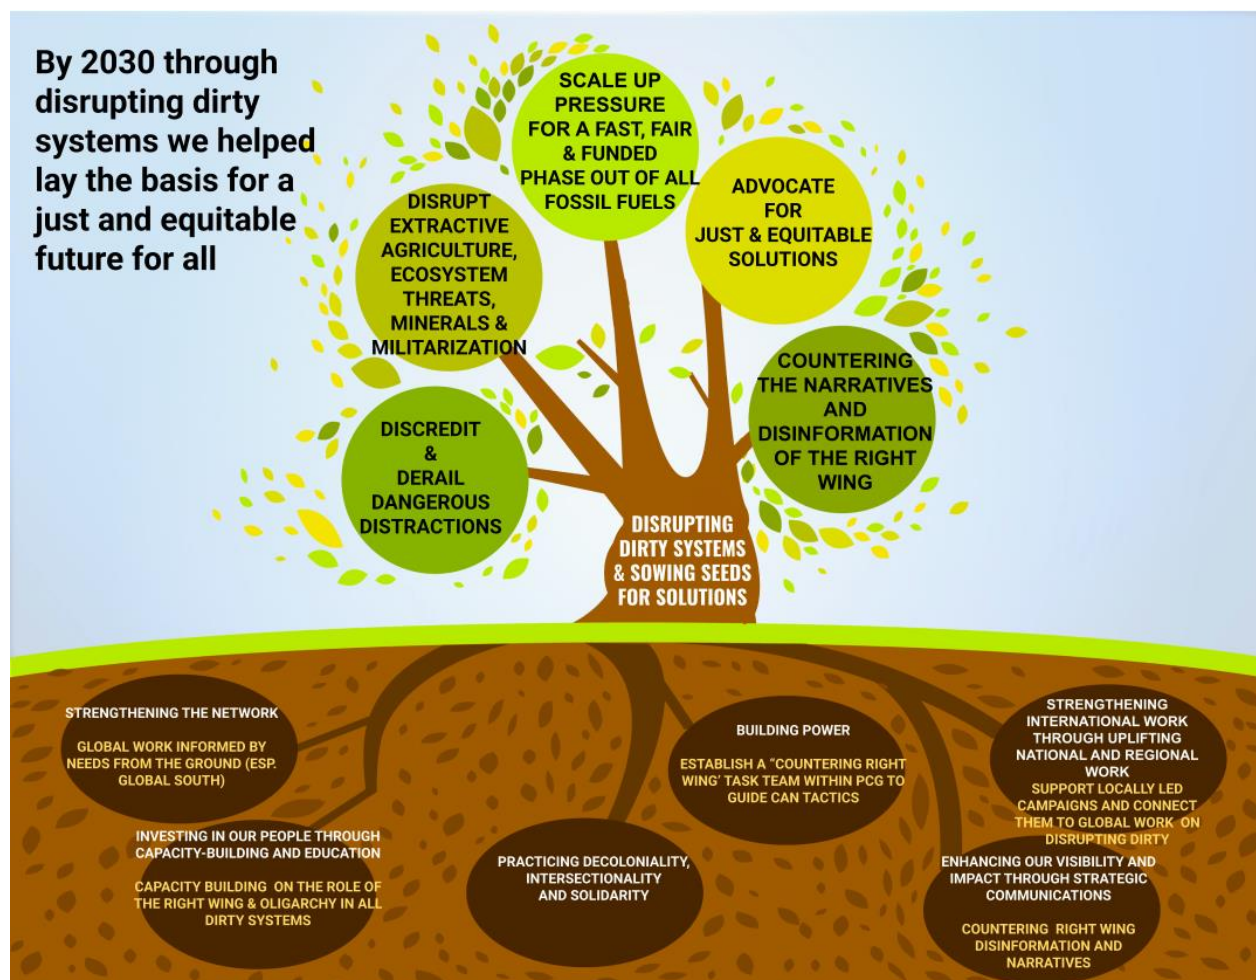 By 2030 through
disrupting dirty
systems we helped
lay the basis for a
just and equitable
future for all
SCALE UP
PRESSURE
FOR A FAST, FAIR
& FUNDED
PHASE OUT OF ALL
FOSSIL FUELS
DISRUPT
EXTRACTIVE
AGRICULTURE,
ECOSYSTEM
THREATS,
MINERALS &
MILITARIZATION
ADVOCATE
FOR
JUST & EQUITABLE
SOLUTIONS
DISCREDIT
&
DERAIL
DANGEROUS
DISTRACTIONS
COUNTERING
THE NARRATIVES
AND
DISINFORMATION
OF THE RIGHT
WING
DISRUPTING
DIRTY SYSTEMS
& SOWING SEEDS
FOR SOLUTIONS
STRENGTHENING THE NETWORK
GLOBAL WORK INFORMED BY
NEEDS FROM THE GROUND (ESP.
GLOBAL SOUTH)
INVESTING IN OUR PEOPLE THROUGH
CAPACITY-BUILDING AND EDUCATION
CAPACITY BUILDING ON THE ROLE OF
THE RIGHT WING & OLIGARCHY IN ALL
DIRTY SYSTEMS
PRACTICING DECOLONIALITY,
INTERSECTIONALITY
AND SOLIDARITY
BUILDING POWER
ESTABLISH A "COUNTERING RIGHT
WING' TASK TEAM WITHIN PCG TO
GUIDE CAN TACTICS
STRENGTHENING
INTERNATIONAL WORK
THROUGH UPLIFTING
NATIONAL AND REGIONAL
WORK
SUPPORT LOCALLY LED
CAMPAIGNS AND CONNECT
THEM TO GLOBAL WORK ON
DISRUPTING DIRTY
ENHANCING OUR VISIBILITY AND
IMPACT THROUGH STRATEGIC
COMMUNICATIONS
COUNTERING RIGHT WING
DISINFORMATION AND
NARRATIVES